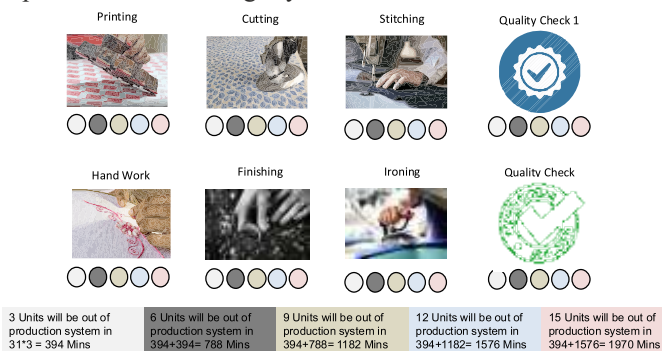 Printing
Cutting
Stitching
Quality Check 1
Hand Work
Finishing
Ironing
Quality Check
3 Units will be out of
production system in
31*3 = 394 Mins
6 Units will be out of
production system in
394+394= 788 Mins
9 Units will be out of
production system in
394+788= 1182 Mins
12 Units will be out of
production system in
394+1182= 1576 Mins
15 Units will be out of
production system in
394+1576= 1970 Mins